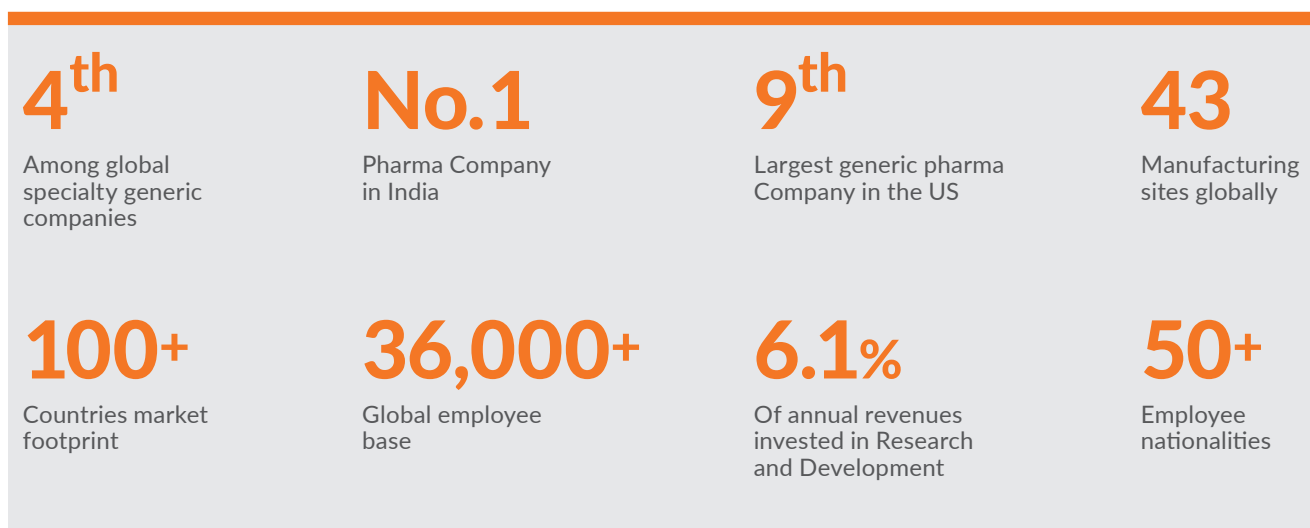 4th
Among global
specialty generic
companies
No.1
Pharma Company
in India
9th
Largest generic pharma
Company in the US
43
Manufacturing
sites globally
100+
Countries market
footprint
36,000+
Global employee
base
6.1%
Of annual revenues
invested in Research
and Development
50+
Employee
nationalities